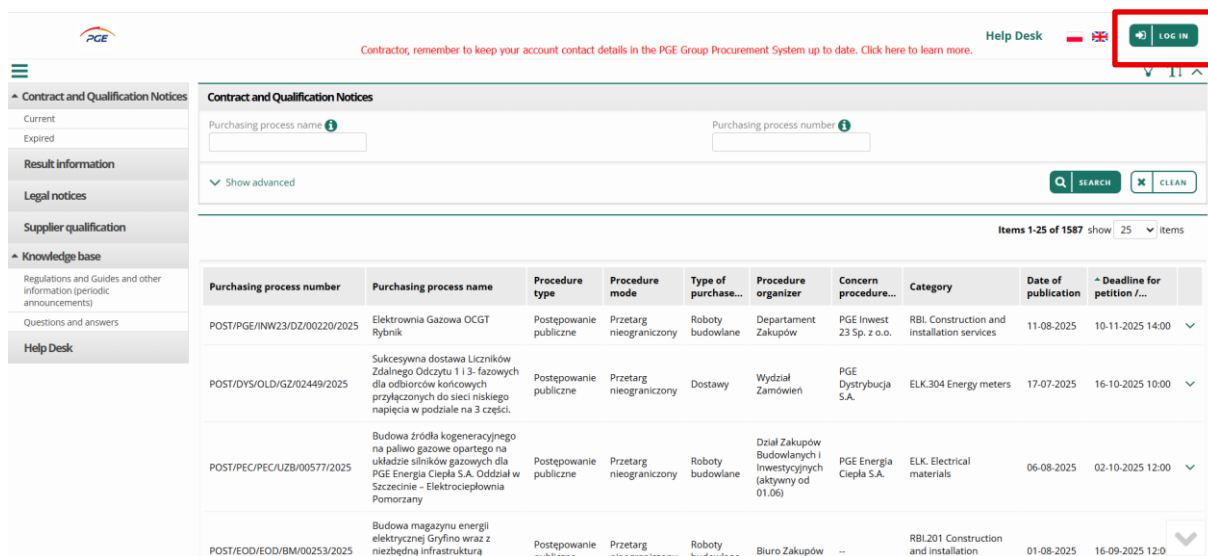 PGE
Help Desk
LOG IN
Contractor, remember to keep your account contact details in the PGE Group Procurement System up to date. Click here to learn more.
Contract and Qualification Notices
Current
Expired
Result information
Legal notices
Supplier qualification
Knowledge base
Regulations and Guides and other
information (periodic
announcements)
Questions and answers
Help Desk
Contract and Qualification Notices
Purchasing process name
Purchasing process number
Show advanced
SEARCH
CLEAN
Items 1-25 of 1587 show 25 items
Purchasing process number
Purchasing process name
Procedure
type
Procedure
mode
Type of
purchase...
Procedure
organizer
Concern
procedure...
Category
Date of
publication
Deadline for
petition /...
POST/PGE/INW23/DZ/00220/2025
Elektrownia Gazowa OCGT
Rybnik
Postępowanie
publiczne
Przetarg
nieograniczony
Roboty
budowlane
Departament
Zakupów
PGE Inwest
23 Sp. z o.o.
RBI. Construction and
installation services
11-08-2025
10-11-2025 14:00
POST/DYS/OLD/GZ/02449/2025
Sukcesywna dostawa Liczników
Zdalnego Odczytu 1 i 3- fazowych
dla odbiorców końcowych
przyłączonych do sieci niskiego
napięcia w podziale na 3 części.
Postępowanie
publiczne
Przetarg
nieograniczony
Dostawy
Wydział
Zamówień
PGE
Dystrybucja
S.A.
ELK.304 Energy meters
17-07-2025
16-10-2025 10:00
POST/PEC/PEC/UZB/00577/2025
Budowa źródła kogeneracyjnego
na paliwo gazowe opartego na
układzie silników gazowych dla
PGE Energia Ciepła S.A. Oddział w
Szczecinie – Elektrociepłownia
Pomorzany
Postępowanie
publiczne
Przetarg
nieograniczony
Roboty
budowlane
Dział Zakupów
Budowlanych i
Inwestycyjnych
(aktywny od
01.06)
PGE Energia
Ciepła S.A.
ELK. Electrical
materials
06-08-2025
02-10-2025 12:00
POST/EOD/EOD/BM/00253/2025
Budowa magazynu energii
elektrycznej Gryfino wraz z
niezbędną infrastrukturą
Postępowanie
Przetarg
Roboty
Biuro Zakupów
--
RBI.201 Construction
and installation
01-08-2025
16-09-2025 12:0